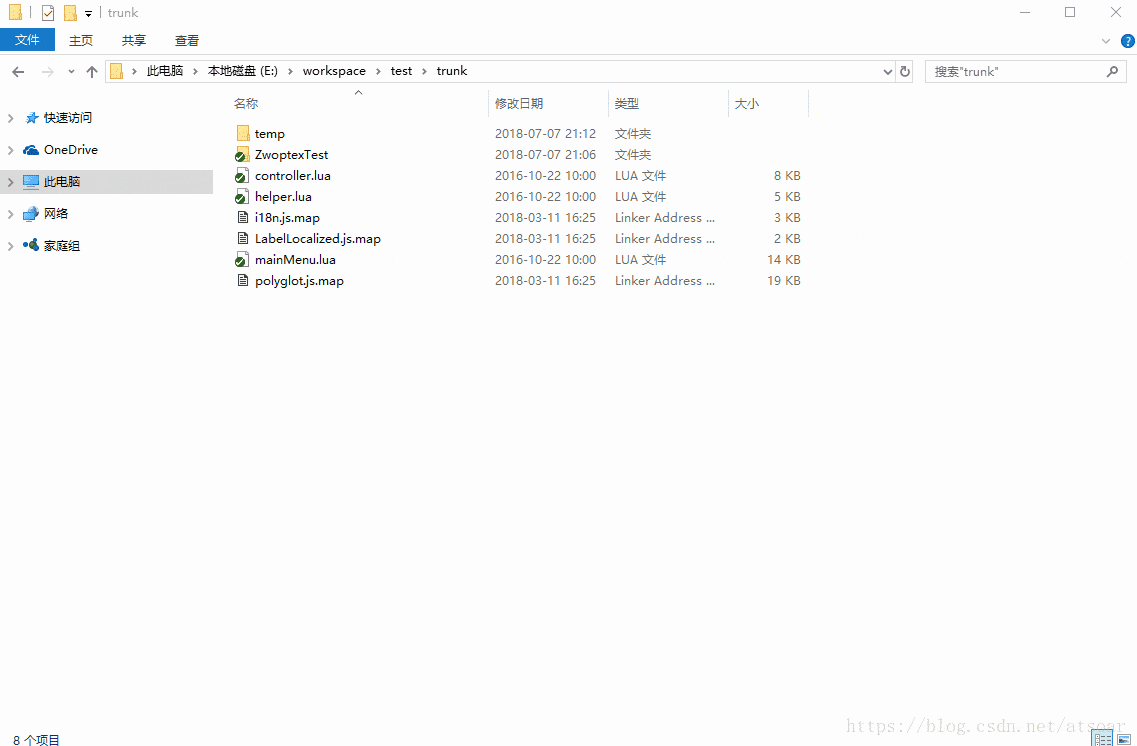 trunk
文件 主页 共享 查看
此电脑 本地磁盘 (E:) workspace test trunk 搜索"trunk"
名称 修改日期 类型 大小
快速访问
OneDrive
此电脑
网络
家庭组
temp 2018-07-07 21:12 文件夹
ZwoptexTest 2018-07-07 21:06 文件夹
controller.lua 2016-10-22 10:00 LUA 文件 8 KB
helper.lua 2016-10-22 10:00 LUA 文件 5 KB
i18n.js.map 2018-03-11 16:25 Linker Address ... 3 KB
LabelLocalized.js.map 2018-03-11 16:25 Linker Address ... 2 KB
mainMenu.lua 2016-10-22 10:00 LUA 文件 14 KB
polyglot.js.map 2018-03-11 16:25 Linker Address ... 19 KB
https://blog.csdn.net/atsoar
8 个项目